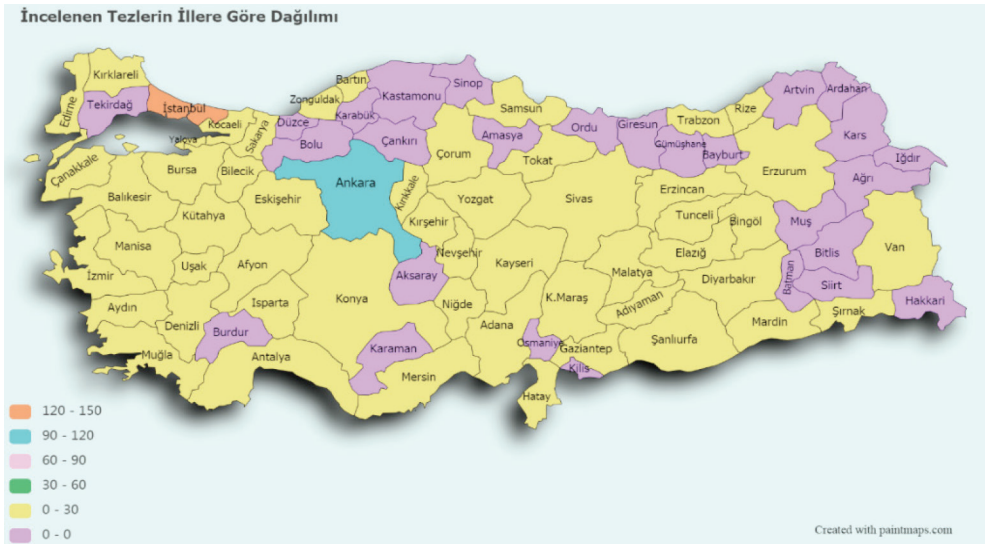 İncelenen Tezlerin İllere Göre Dağılımı
Kırklareli
Edirne
Tekirdağ
İstanbul
Kocaeli
Yalova
Sakarya
Düzce
Bolu
Zonguldak
Bartın
Karabük
Kastamonu
Çankırı
Sinop
Samsun
Amasya
Çorum
Tokat
Ordu
Giresun
Gümüşhane
Bayburt
Trabzon
Rize
Artvin
Ardahan
Kars
Iğdır
Ağrı
Erzurum
Erzincan
Tunceli
Bingöl
Muş
Bitlis
Van
Hakkari
Siirt
Batman
Şırnak
Mardin
Diyarbakır
Elazığ
Malatya
Adıyaman
Şanlıurfa
Gaziantep
Kilis
Osmaniye
Hatay
K.Maraş
Sivas
Kayseri
Yozgat
Kırşehir
Kırıkkale
Ankara
Nevşehir
Aksaray
Niğde
Adana
Mersin
Karaman
Konya
Antalya
Isparta
Burdur
Afyon
Eskişehir
Bilecik
Bursa
Kütahya
Uşak
Denizli
Muğla
Aydın
İzmir
Manisa
Balıkesir
Çanakkale
120 - 150
90 - 120
60 - 90
30 - 60
0 - 30
0 - 0
Created with paintmaps.com